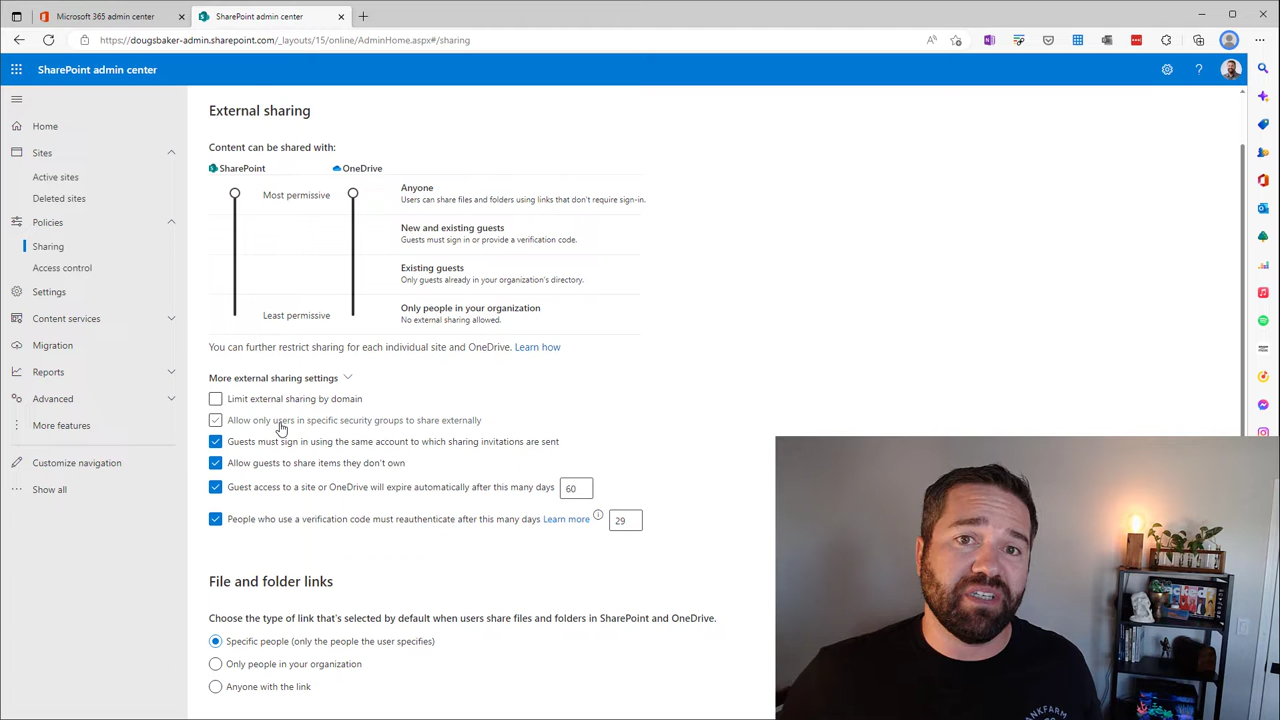 Microsoft 365 admin center
SharePoint admin center
https://dougsbaker-admin.sharepoint.com/_layouts/15/online/AdminHome.aspx#/sharing
SharePoint admin center
Home
Sites
Active sites
Deleted sites
Policies
Sharing
Access control
Settings
Content services
Migration
Reports
Advanced
More features
Customize navigation
Show all
External sharing
Content can be shared with:
SharePoint
OneDrive
Most permissive
Anyone
Users can share files and folders using links that don't require sign-in.
New and existing guests
Guests must sign in or provide a verification code.
Existing guests
Only guests already in your organization's directory.
Least permissive
Only people in your organization
No external sharing allowed.
You can further restrict sharing for each individual site and OneDrive. Learn how
More external sharing settings
Limit external sharing by domain
Allow only users in specific security groups to share externally
Guests must sign in using the same account to which sharing invitations are sent
Allow guests to share items they don't own
Guest access to a site or OneDrive will expire automatically after this many days 60
People who use a verification code must reauthenticate after this many days Learn more 29
File and folder links
Choose the type of link that's selected by default when users share files and folders in SharePoint and OneDrive.
Specific people (only the people the user specifies)
Only people in your organization
Anyone with the link